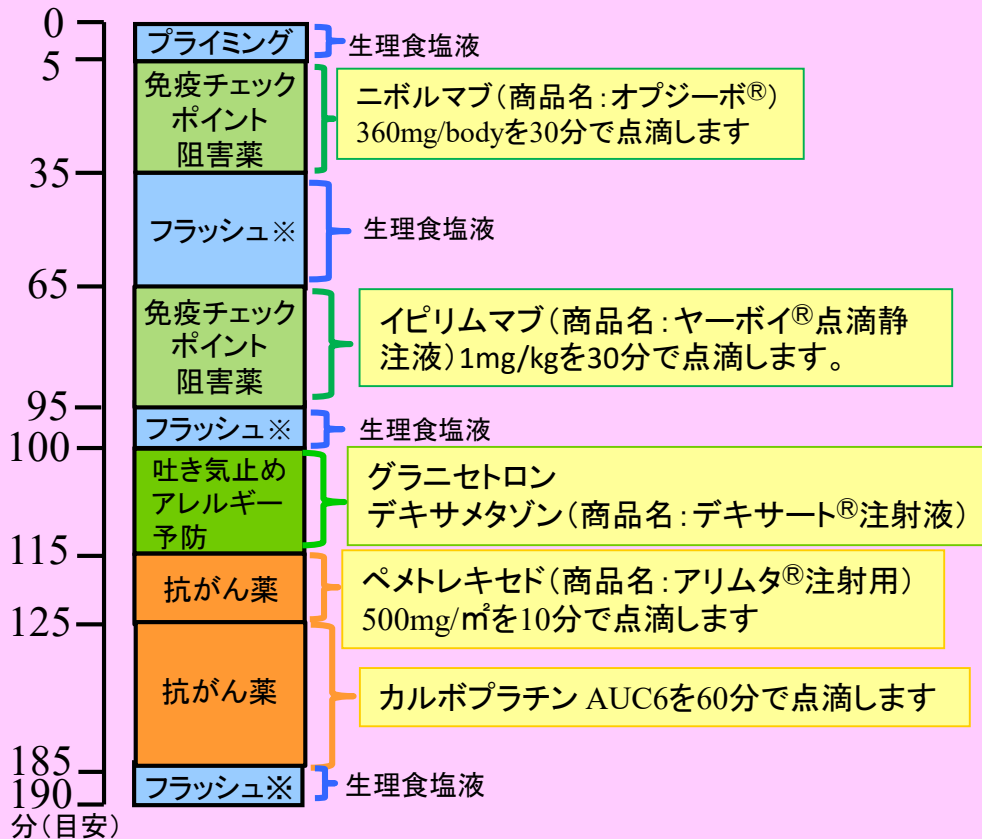 0
プライミング
生理食塩液
5
免疫チェック
ポイント
阻害薬
ニボルマブ(商品名:オプジーボ®)
360mg/bodyを30分で点滴します
35
フラッシュ※
生理食塩液
65
免疫チェック
ポイント
阻害薬
イピリムマブ(商品名:ヤーボイ®点滴静
注液)1mg/kgを30分で点滴します。
95
フラッシュ※
生理食塩液
100
吐き気止め
アレルギー
予防
グラニセトロン
デキサメタゾン(商品名:デキサート®注射液)
115
抗がん薬
ペメトレキセド(商品名:アリムタ®注射用)
500mg/㎡を10分で点滴します
125
抗がん薬
カルボプラチン AUC6を60分で点滴します
185
フラッシュ※
生理食塩液
190
分(目安)